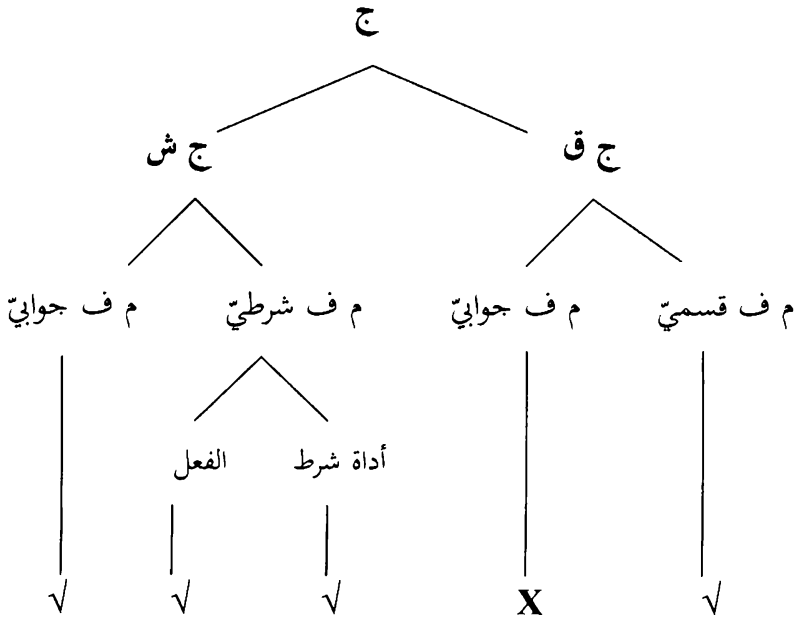 ج
ج ق
ج ش
م ف قسميّ
م ف جوابيّ
م ف شرطيّ
م ف جوابيّ
أداة شرط
الفعل
√ X √ √ √